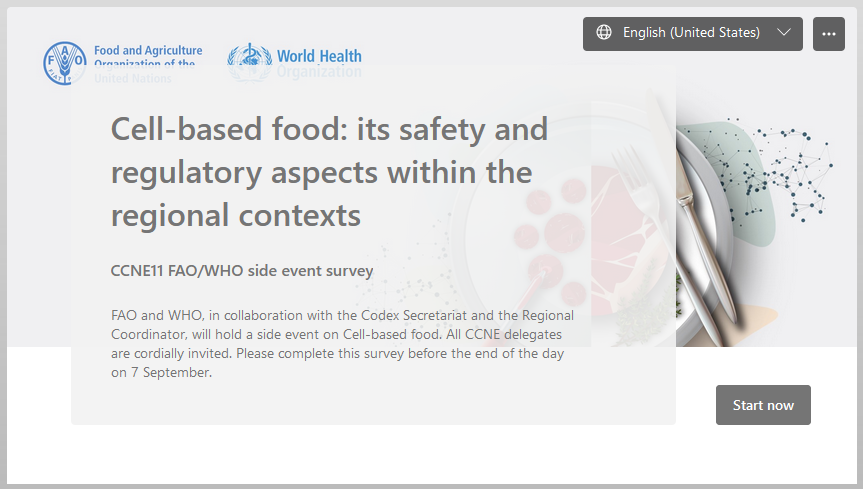 English (United States)
Food and Agriculture
Organization of the
United Nations
World Health
Organization
Cell-based food: its safety and
regulatory aspects within the
regional contexts
CCNE11 FAO/WHO side event survey
FAO and WHO, in collaboration with the Codex Secretariat and the Regional
Coordinator, will hold a side event on Cell-based food. All CCNE delegates
are cordially invited. Please complete this survey before the end of the day
on 7 September.
Start now